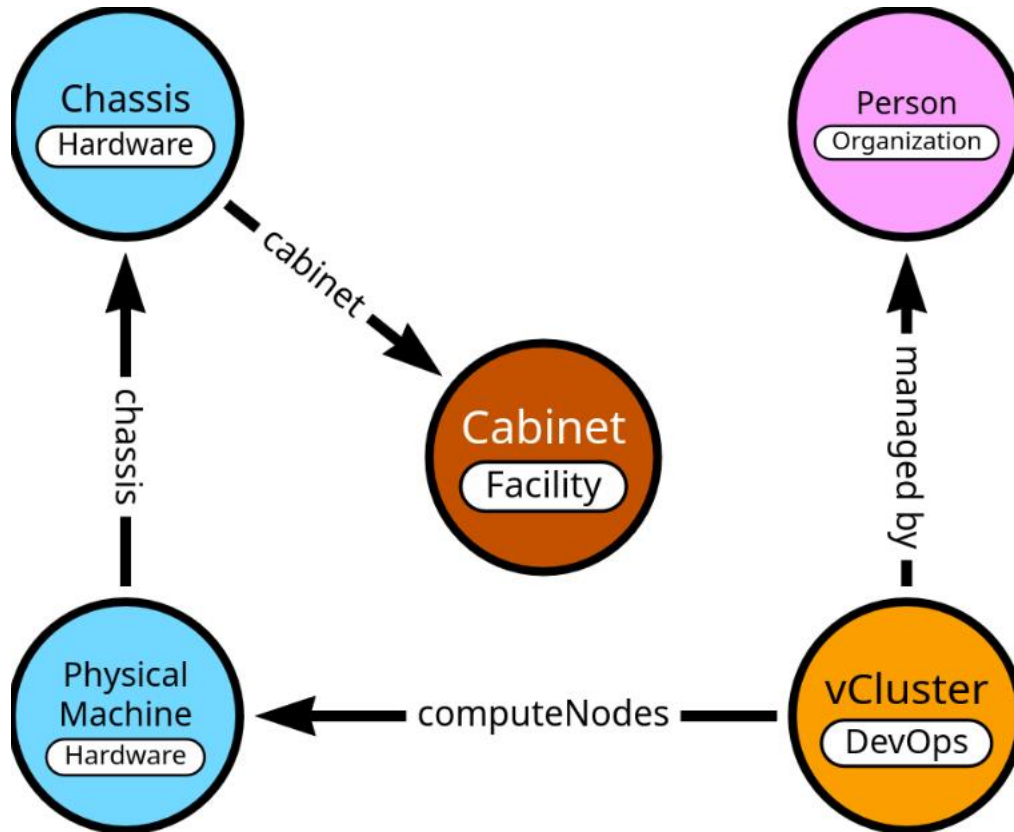 Chassis
Hardware
Person
Organization
cabinet
Cabinet
Facility
chassis
managed by
Physical
Machine
Hardware
computeNodes
vCluster
DevOps